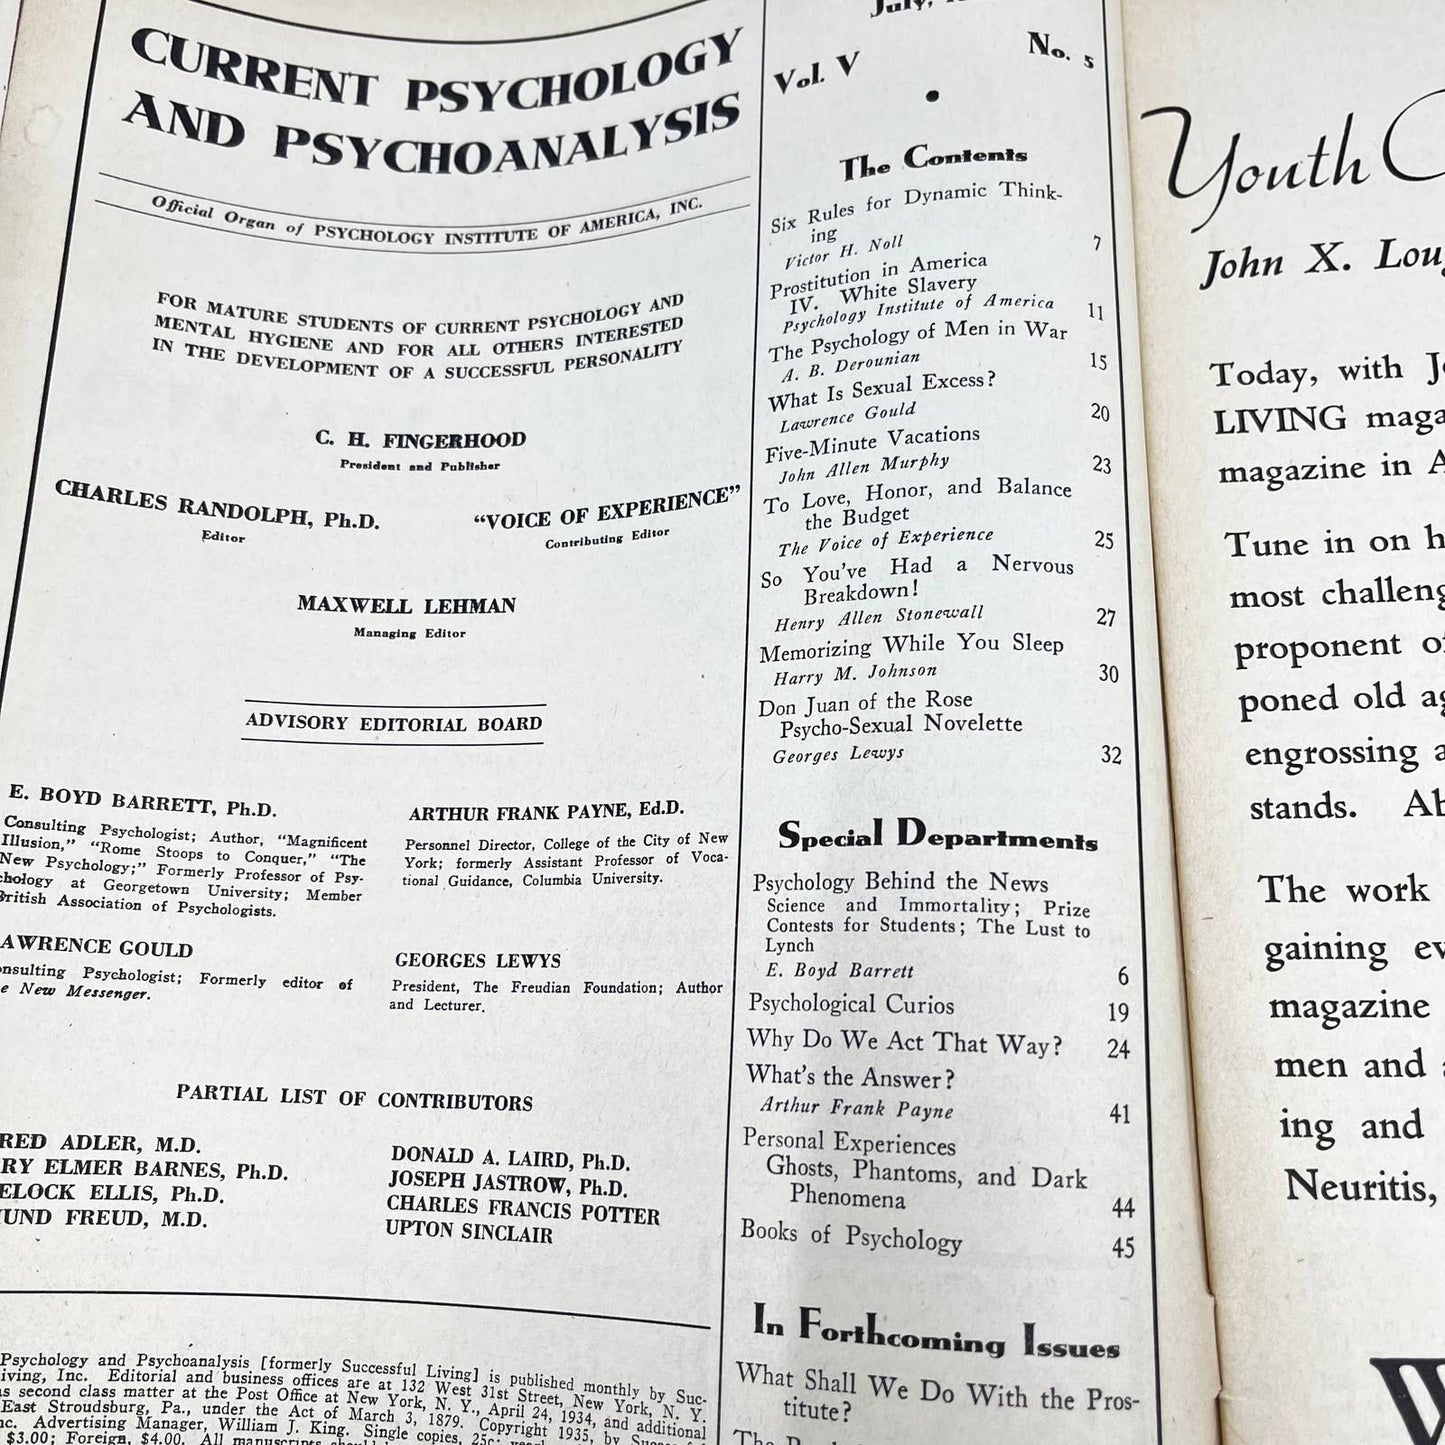 CURRENT PSYCHOLOGY
AND PSYCHOANALYSIS
Official Organ of PSYCHOLOGY INSTITUTE OF AMERICA, INC.
FOR MATURE STUDENTS OF CURRENT PSYCHOLOGY AND
MENTAL HYGIENE AND FOR ALL OTHERS INTERESTED
IN THE DEVELOPMENT OF A SUCCESSFUL PERSONALITY
C. H. FINGERHOOD
President and Publisher
CHARLES RANDOLPH, Ph.D.
Editor
"VOICE OF EXPERIENCE"
Contributing Editor
MAXWELL LEHMAN
Managing Editor
ADVISORY EDITORIAL BOARD
E. BOYD BARRETT, Ph.D.
Consulting Psychologist; Author, "Magnificent
Illusion," "Rome Stoops to Conquer," "The
New Psychology;" Formerly Professor of Psy-
chology at Georgetown University; Member
British Association of Psychologists.
ARTHUR FRANK PAYNE, Ed.D.
Personnel Director, College of the City of New
York; formerly Assistant Professor of Voca-
tional Guidance, Columbia University.
AWRENCE GOULD
onsulting Psychologist; Formerly editor of
e New Messenger.
GEORGES LEWYS
President, The Freudian Foundation; Author
and Lecturer.
PARTIAL LIST OF CONTRIBUTORS
RED ADLER, M.D.
RY ELMER BARNES, Ph.D.
ELOCK ELLIS, Ph.D.
MUND FREUD, M.D.
DONALD A. LAIRD, Ph.D.
JOSEPH JASTROW, Ph.D.
CHARLES FRANCIS POTTER
UPTON SINCLAIR
Psychology and Psychoanalysis [formerly Successful Living] is published monthly by Suc-
iving, Inc. Editorial and business offices are at 132 West 31st Street, New York, N. Y.
as second class matter at the Post Office at New York, N. Y., April 24, 1934, and additional
East Stroudsburg, Pa., under the Act of March 3, 1879. Copyright 1935, by
nc. Advertising Manager, William J. King. Single copies, 25c;
$3.00; Foreign, $4.00. All manuscripts
July,
Vol. V No. 5
The Contents
Six Rules for Dynamic Think-
ing 7
Victor H. Noll
Prostitution in America
IV. White Slavery
Psychology Institute of America 11
The Psychology of Men in War
A. B. Derounian 15
What Is Sexual Excess?
Lawrence Gould 20
Five-Minute Vacations
John Allen Murphy 23
To Love, Honor, and Balance
the Budget
The Voice of Experience 25
So You've Had a Nervous
Breakdown!
Henry Allen Stonewall 27
Memorizing While You Sleep
Harry M. Johnson 30
Don Juan of the Rose
Psycho-Sexual Novelette
Georges Lewys 32
Special Departments
Psychology Behind the News
Science and Immortality; Prize
Contests for Students; The Lust to
Lynch
E. Boyd Barrett 6
Psychological Curios 19
Why Do We Act That Way? 24
What's the Answer?
Arthur Frank Payne 41
Personal Experiences
Ghosts, Phantoms, and Dark
Phenomena 44
Books of Psychology 45
In Forthcoming Issues
What Shall We Do With the Pros-
titute?
Youth
John X. Loug
Today, with
LIVING maga
magazine in A
Tune in on h
most challeng
proponent
poned old ag
engrossing a
stands. Ab
The work
gaining ev
magazine
men and
ing and
Neuritis,
W